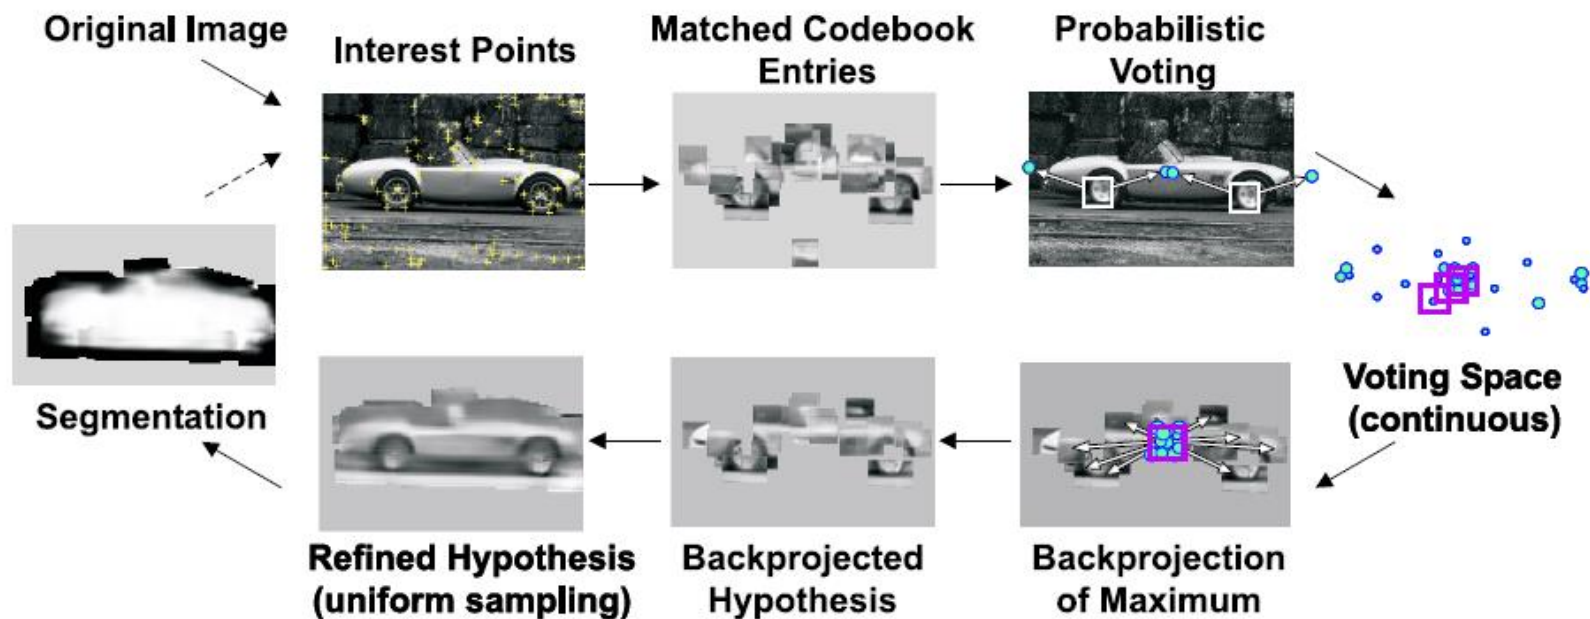 Original Image
Interest Points
Matched Codebook
Entries
Probabilistic
Voting
Segmentation
Voting Space
(continuous)
Refined Hypothesis
(uniform sampling)
Backprojected
Hypothesis
Backprojection
of Maximum